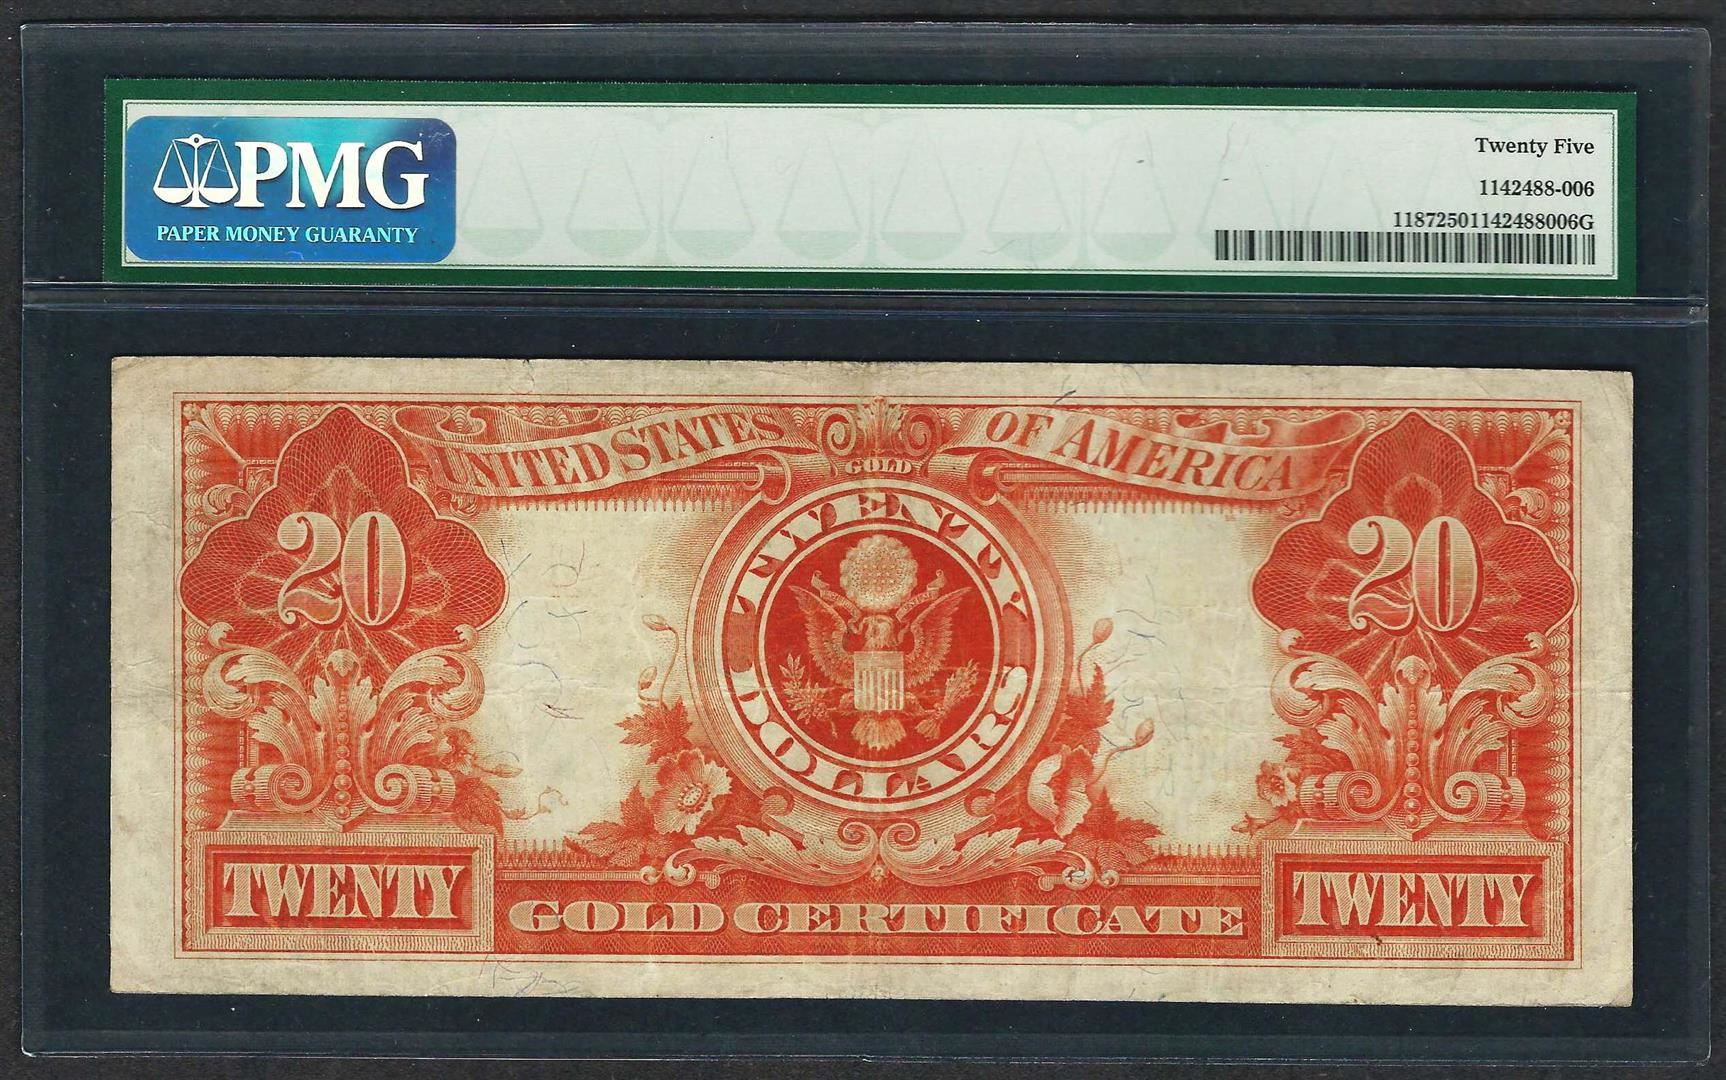 PMG
PAPER MONEY GUARANTY
Twenty Five
1142488-006
11872501142488006G
UNITED STATES OF AMERICA
GOLD
20
TWENTY DOLLARS
20
TWENTY
GOLD CERTIFICATE
TWENTY